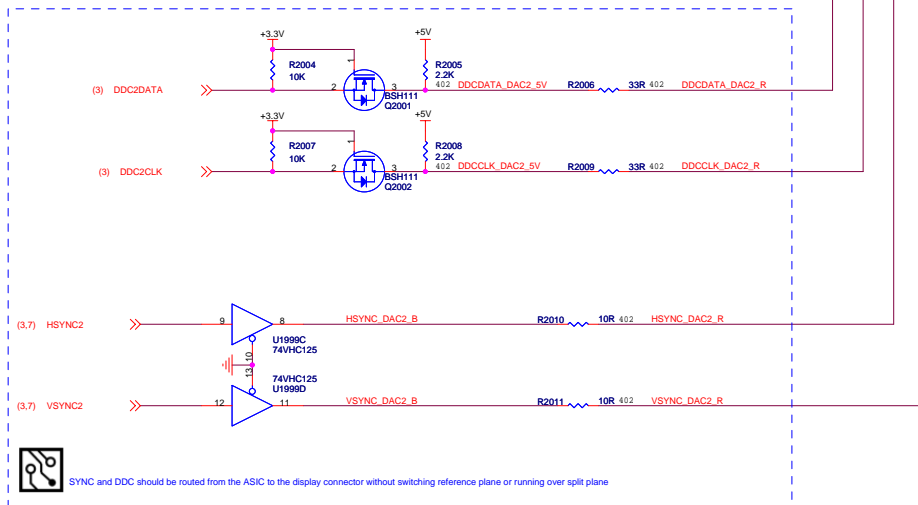 +3.3V
+5V
R2004
10K
1
R2005
2.2K
402
(3) DDC2DATA
2
3
BSH111
Q2001
DDCDATA_DAC2_5V
R2006
33R 402
DDCDATA_DAC2_R
+3.3V
+5V
R2007
10K
1
R2008
2.2K
402
(3) DDC2CLK
2
3
BSH111
Q2002
DDCCLK_DAC2_5V
R2009
33R 402
DDCCLK_DAC2_R
(3,7) HSYNC2
9
8
HSYNC_DAC2_B
R2010
10R 402
HSYNC_DAC2_R
U1999C
74VHC125
10
13
74VHC125
U1999D
(3,7) VSYNC2
12
11
VSYNC_DAC2_B
R2011
10R 402
VSYNC_DAC2_R
SYNC and DDC should be routed from the ASIC to the display connector without switching reference plane or running over split plane